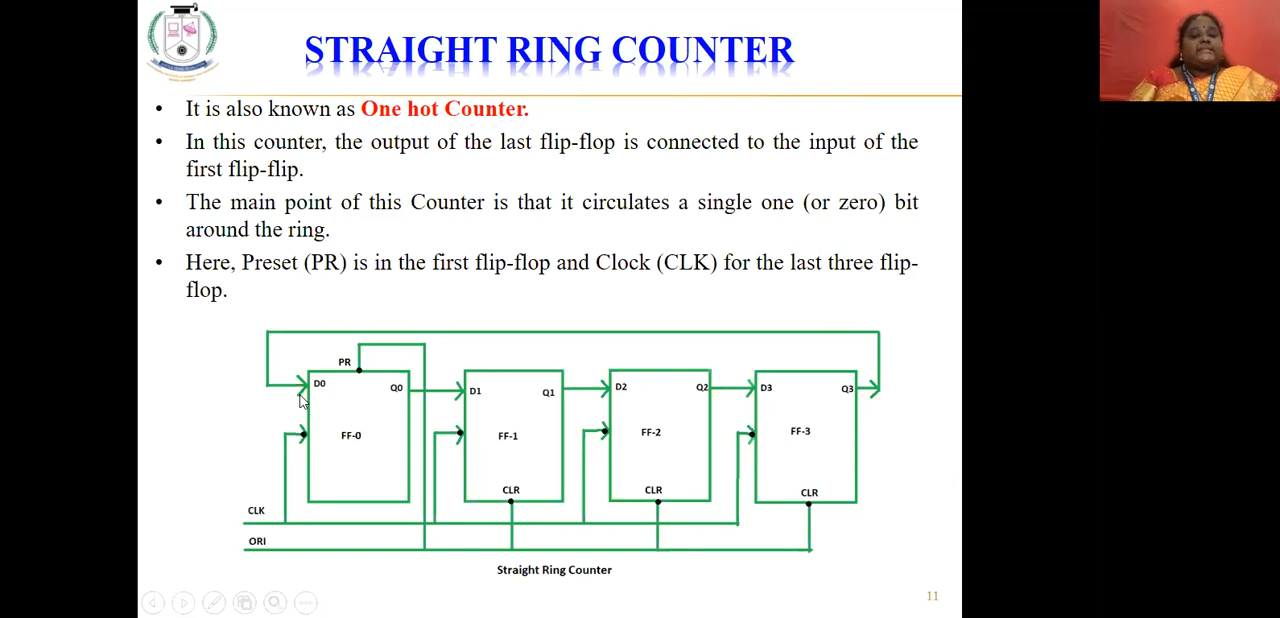 STRAIGHT RING COUNTER
• It is also known as One hot Counter.
• In this counter, the output of the last flip-flop is connected to the input of the
first flip-flip.
• The main point of this Counter is that it circulates a single one (or zero) bit
around the ring.
• Here, Preset (PR) is in the first flip-flop and Clock (CLK) for the last three flip-
flop.
PR
D0 Q0 D1 Q1 D2 Q2 D3 Q3
FF-0 FF-1 FF-2 FF-3
CLR CLR CLR
CLK
ORI
Straight Ring Counter
11